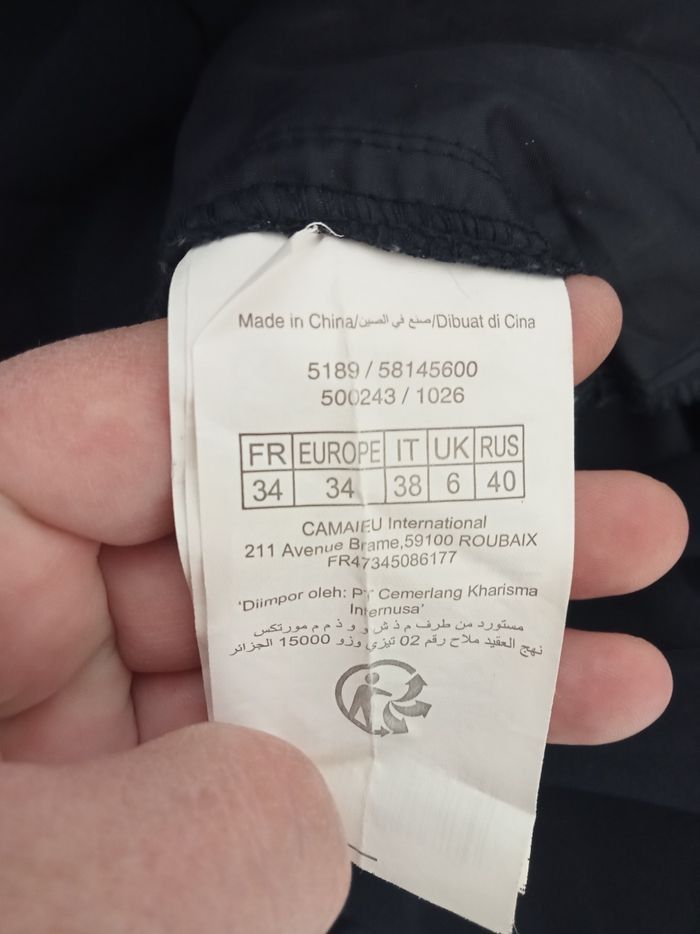 Made in China/صنع في الصين/Dibuat di Cina
5189 / 58145600
500243 / 1026
FR EUROPE IT UK RUS
34 34 38 6 40
CAMAIEU International
211 Avenue Brame,59100 ROUBAIX
FR47345086177
'Diimpor oleh: PT Cemerlang Kharisma
Internusa'
مستورد من طرف م ذ ش و و ذ م م مورتكس
نهج العقيد ملاح رقم 02 تيزي وزو 15000 الجزائر